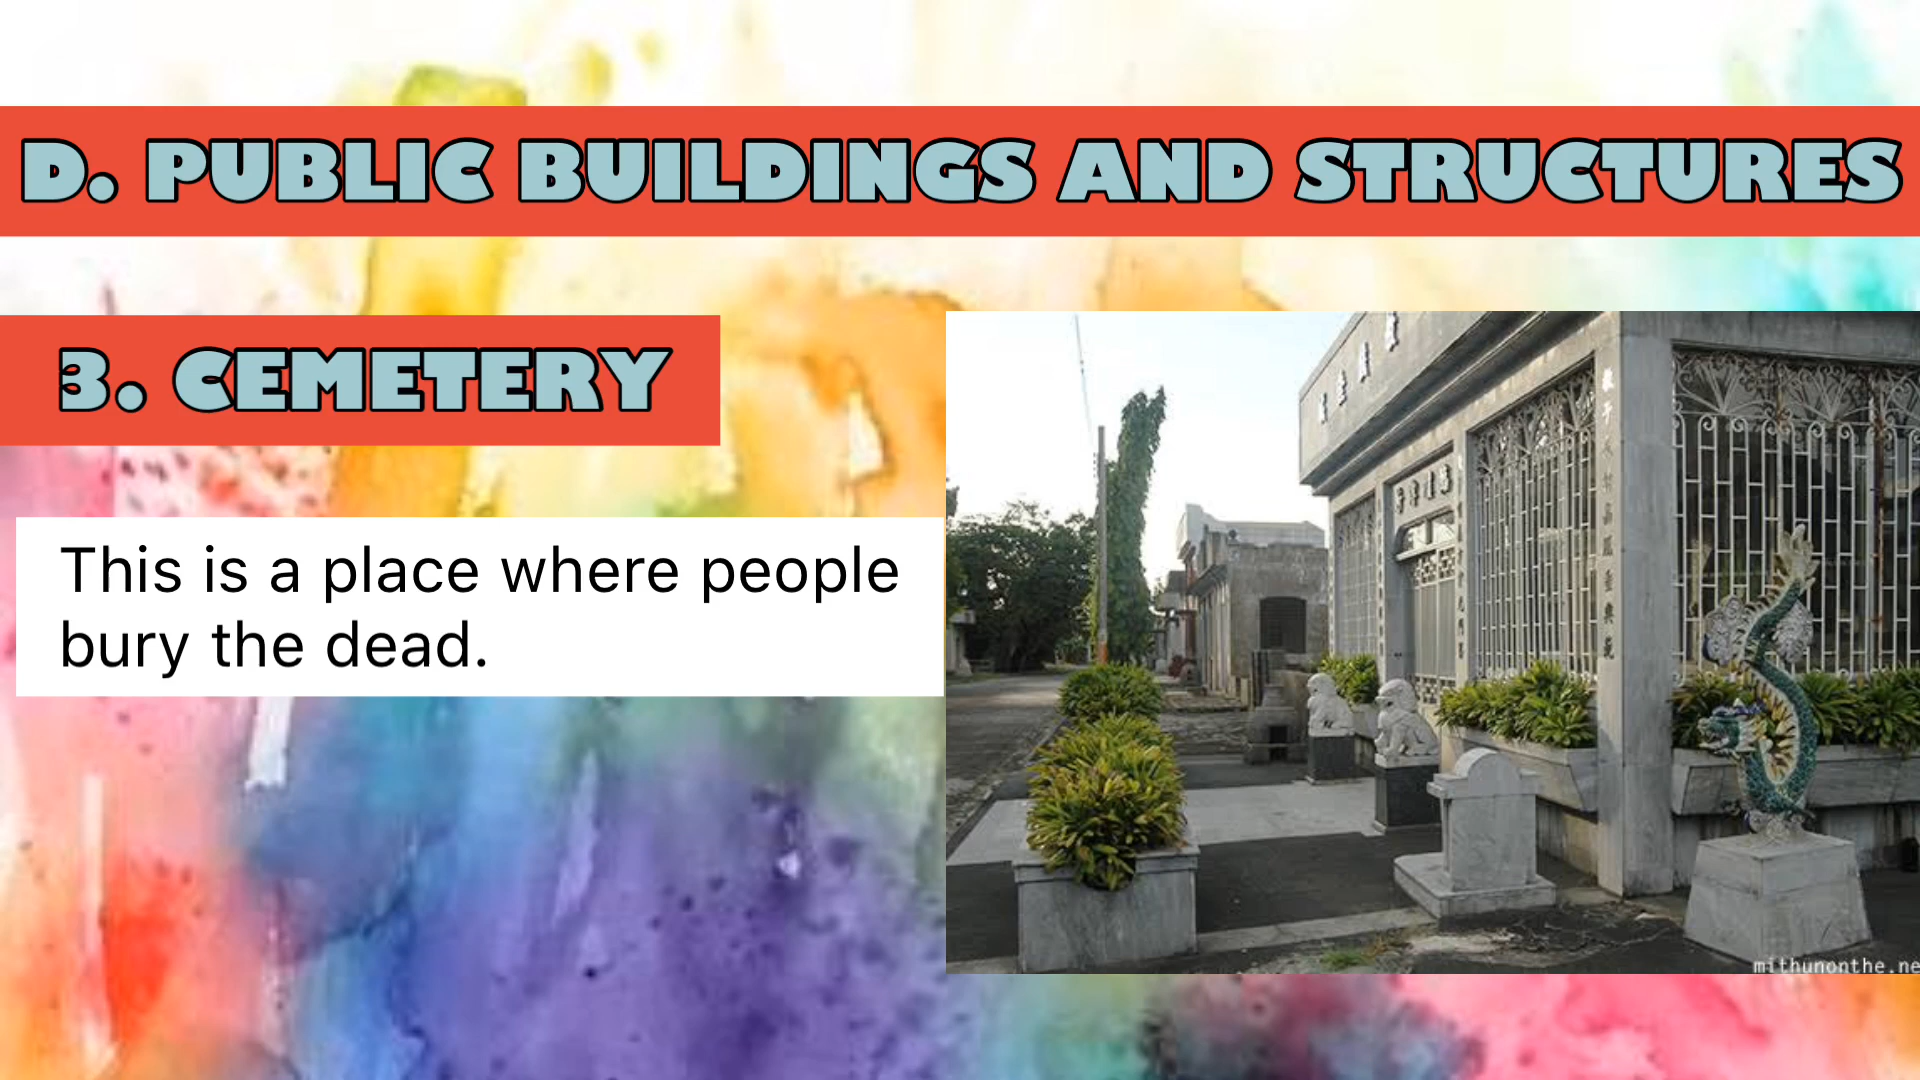 D. PUBLIC BUILDINGS AND STRUCTURES
3. CEMETERY
This is a place where people
bury the dead.
mithunonthe.ne